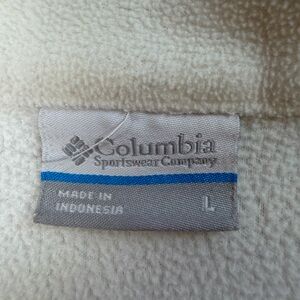 Columbia
Sportswear Company
MADE IN
INDONESIA
L